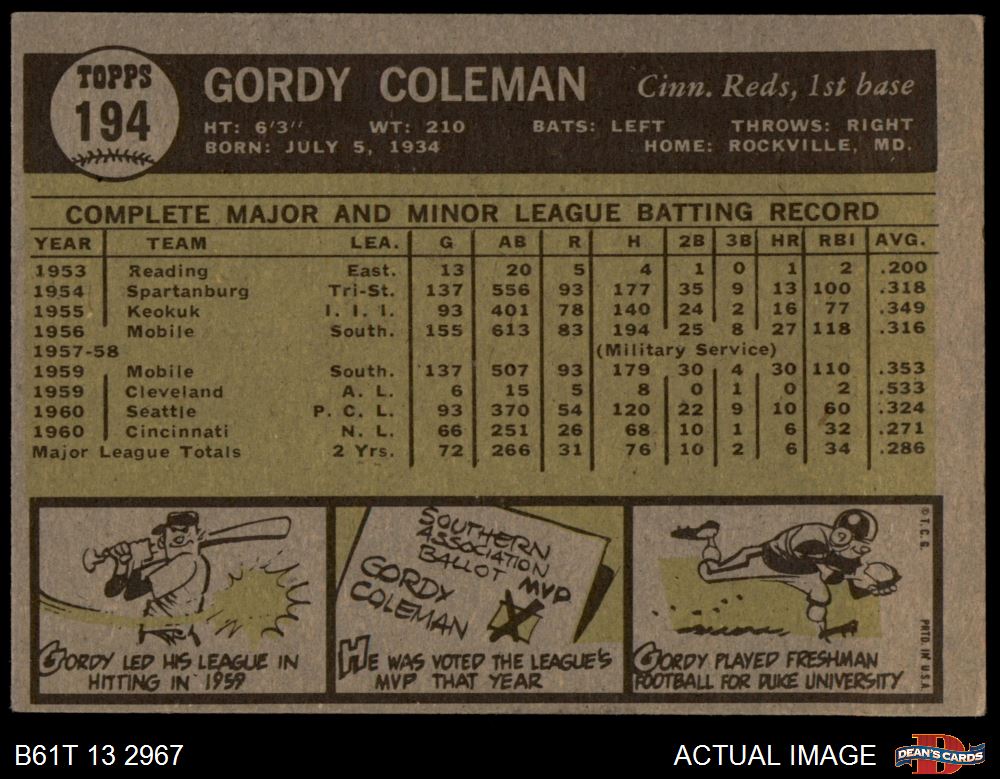 TOPPS
194
GORDY COLEMAN Cinn. Reds, 1st base
HT: 6'3" WT: 210 BATS: LEFT THROWS: RIGHT
BORN: JULY 5, 1934 HOME: ROCKVILLE, MD.
COMPLETE MAJOR AND MINOR LEAGUE BATTING RECORD
YEAR TEAM LEA. G AB R H 2B 3B HR RBI AVG.
1953 Reading East. 13 20 5 4 1 0 1 2 .200
1954 Spartanburg Tri-St. 137 556 93 177 35 9 13 100 .318
1955 Keokuk I. I. I. 93 401 78 140 24 2 16 77 .349
1956 Mobile South. 155 613 83 194 25 8 27 118 .316
1957-58 (Military Service)
1959 Mobile South. 137 507 93 179 30 4 30 110 .353
1959 Cleveland A. L. 6 15 5 8 0 1 0 2 .533
1960 Seattle P. C. L. 93 370 54 120 22 9 10 60 .324
1960 Cincinnati N. L. 66 251 26 68 10 1 6 32 .271
Major League Totals 2 Yrs. 72 266 31 76 10 2 6 34 .286
GORDY LED HIS LEAGUE IN
HITTING IN 1959
SOUTHERN
ASSOCIATION
BALLOT
MVP
GORDY
COLEMAN
HE WAS VOTED THE LEAGUE'S
MVP THAT YEAR
GORDY PLAYED FRESHMAN
FOOTBALL FOR DUKE UNIVERSITY
© T. C. G.
PRTD. IN U.S.A.
B61T 13 2967 ACTUAL IMAGE
D
DEAN'S CARDS